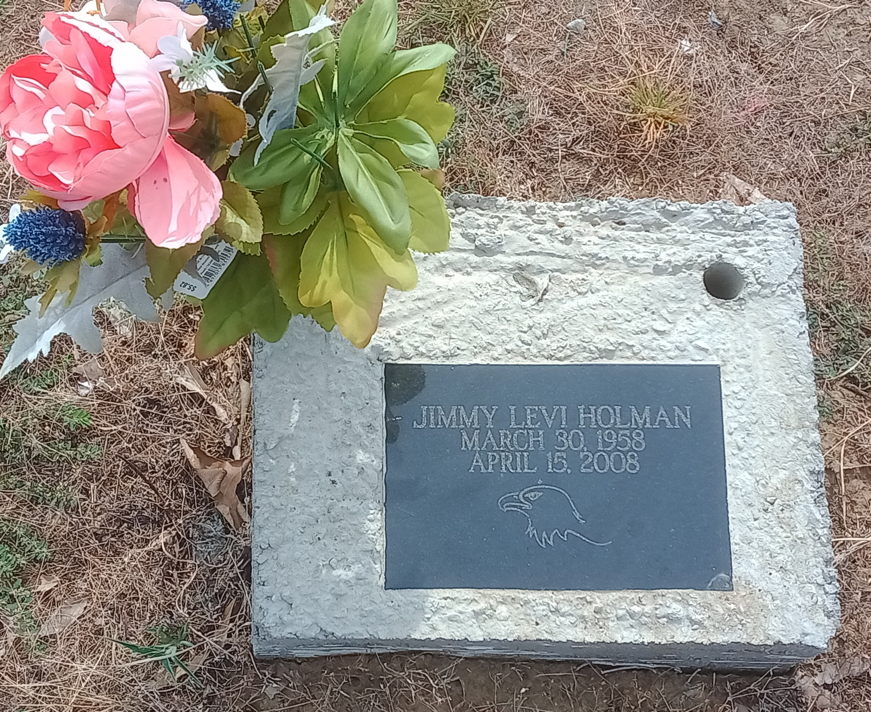 JIMMY LEVI HOLMAN
MARCH 30, 1958
APRIL 15, 2008